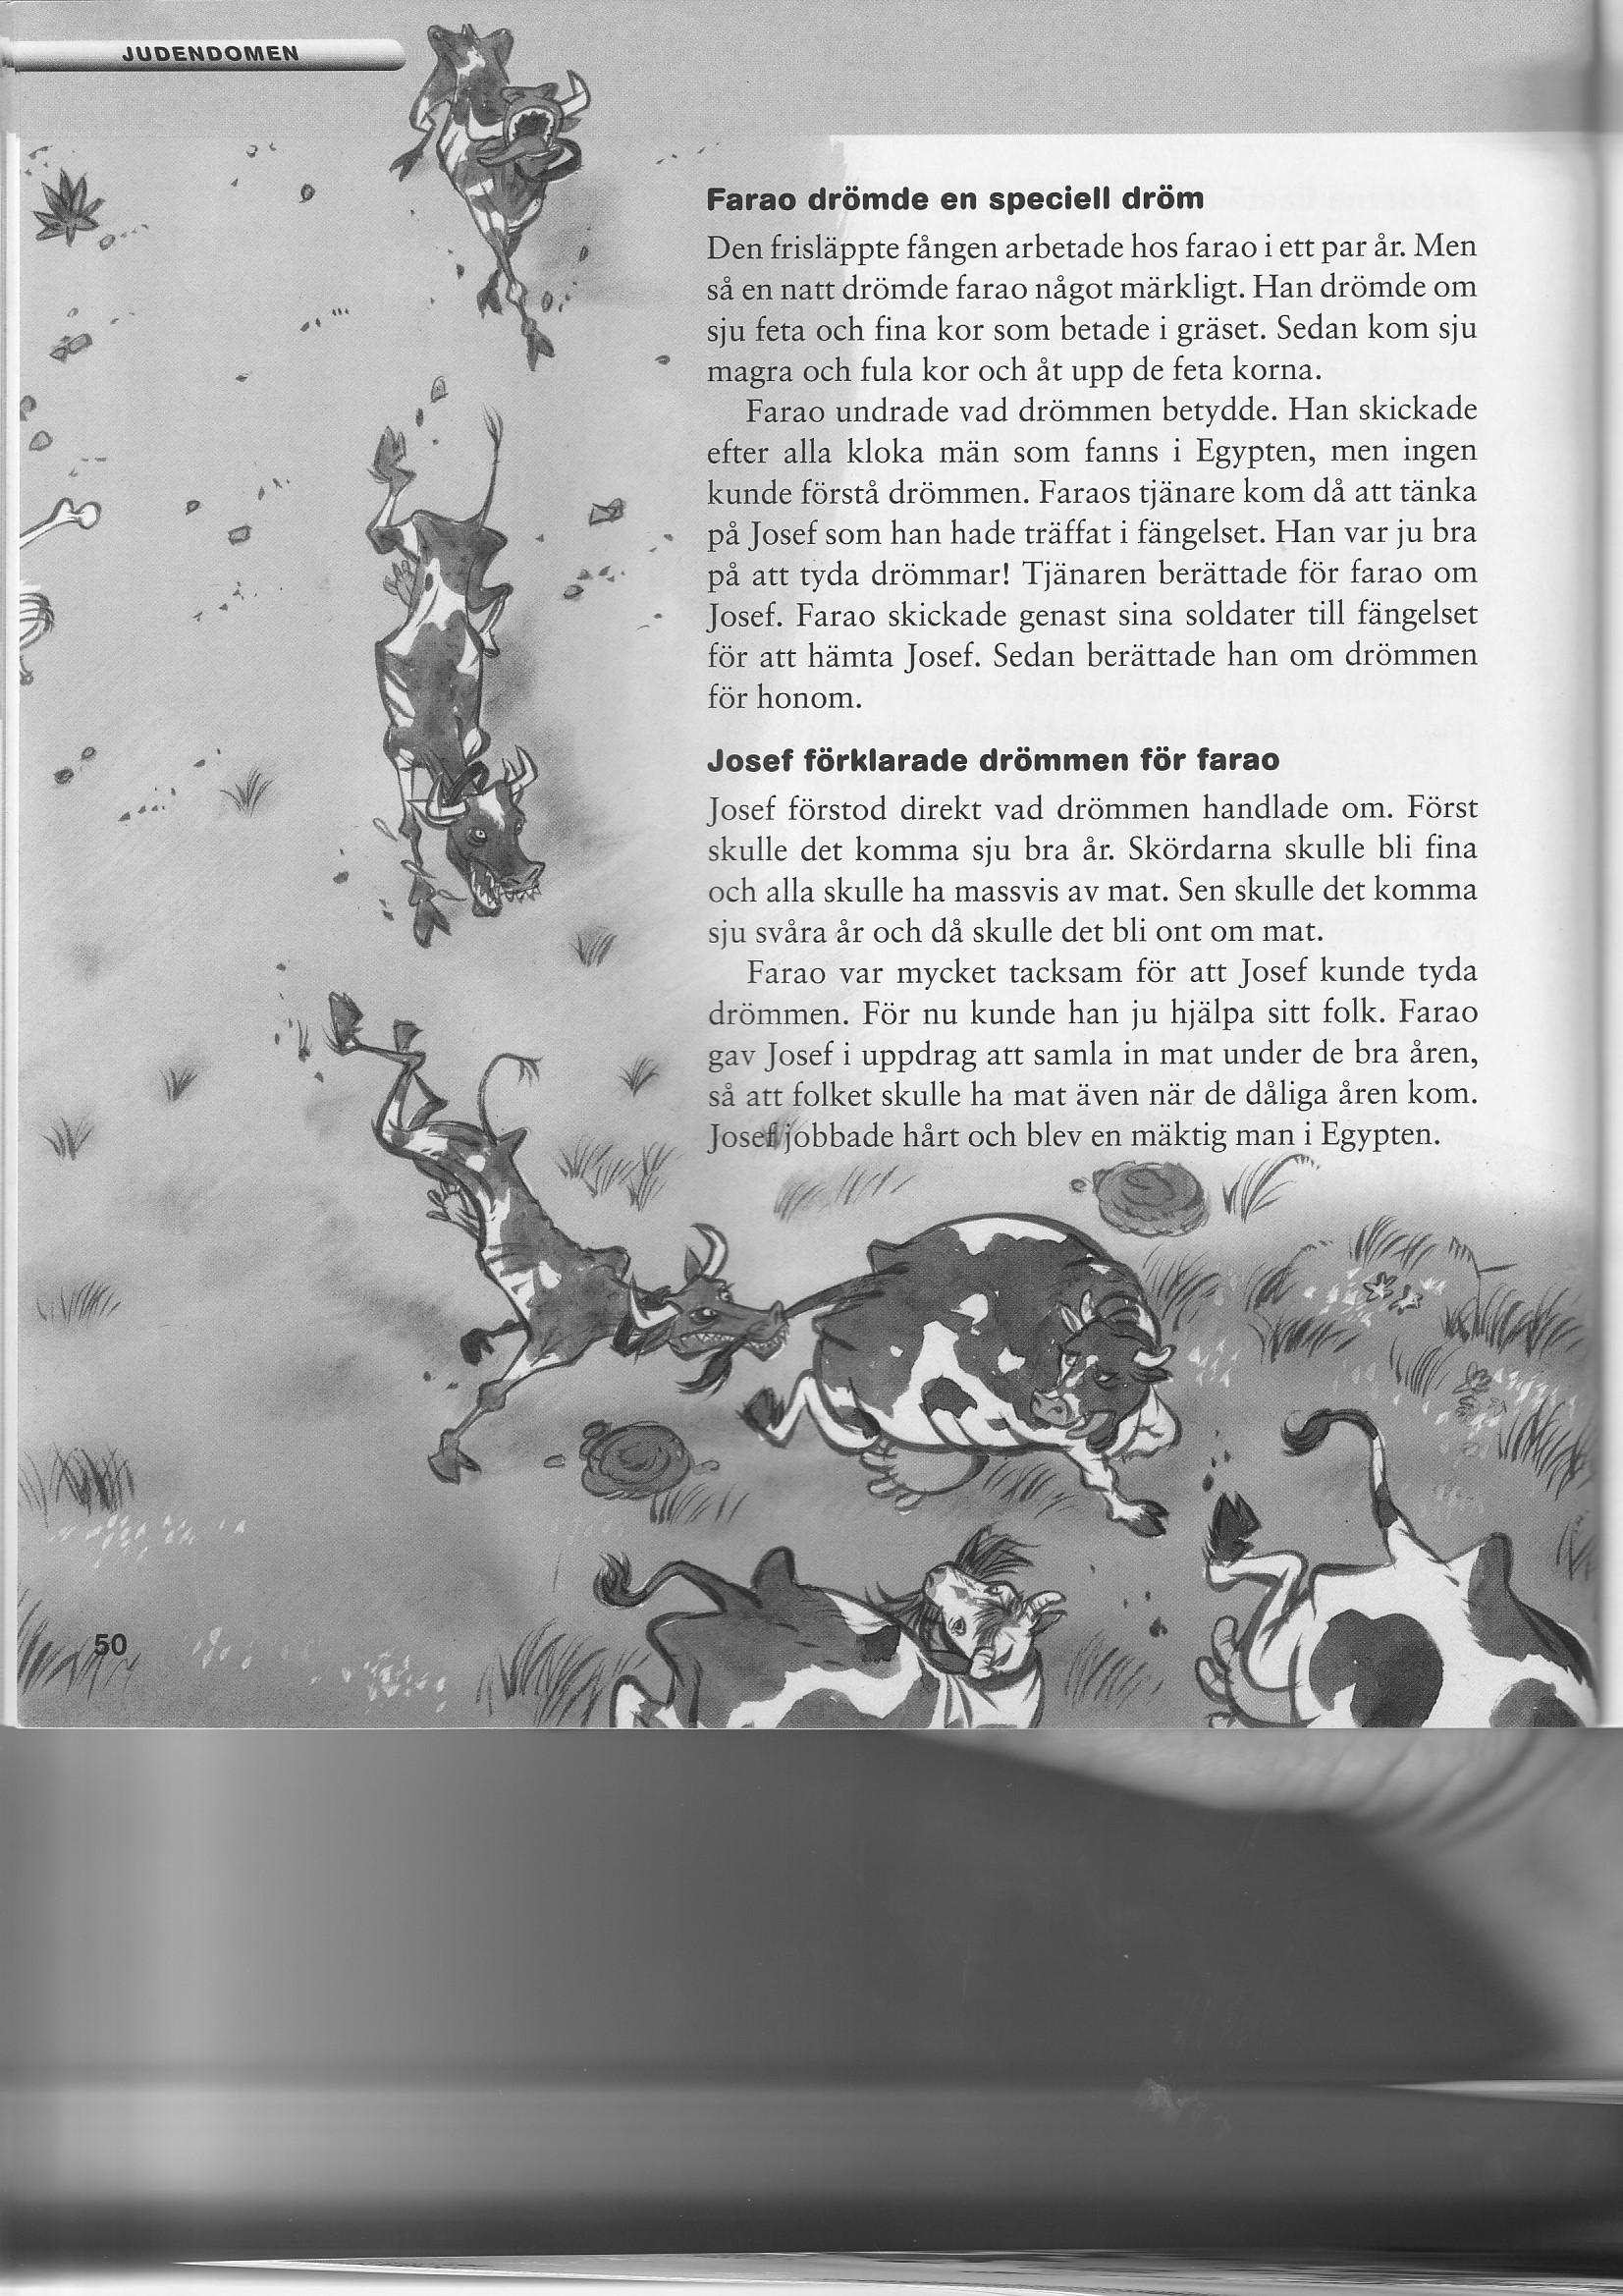 JUDENDOMEN
Farao drömde en speciell dröm
Den frisläppte fången arbetade hos farao i ett par år. Men
så en natt drömde farao något märkligt. Han drömde om
sju feta och fina kor som betade i gräset. Sedan kom sju
magra och fula kor och åt upp de feta korna.
Farao undrade vad drömmen betydde. Han skickade
efter alla kloka män som fanns i Egypten, men ingen
kunde förstå drömmen. Faraos tjänare kom då att tänka
på Josef som han hade träffat i fängelset. Han var ju bra
på att tyda drömmar! Tjänaren berättade för farao om
Josef. Farao skickade genast sina soldater till fängelset
för att hämta Josef. Sedan berättade han om drömmen
för honom.
Josef förklarade drömmen för farao
Josef förstod direkt vad drömmen handlade om. Först
skulle det komma sju bra år. Skördarna skulle bli fina
och alla skulle ha massvis av mat. Sen skulle det komma
sju svåra år och då skulle det bli ont om mat.
Farao var mycket tacksam för att Josef kunde tyda
drömmen. För nu kunde han ju hjälpa sitt folk. Farao
gav Josef i uppdrag att samla in mat under de bra åren,
så att folket skulle ha mat även när de dåliga åren kom.
Josef jobbade hårt och blev en mäktig man i Egypten.
50